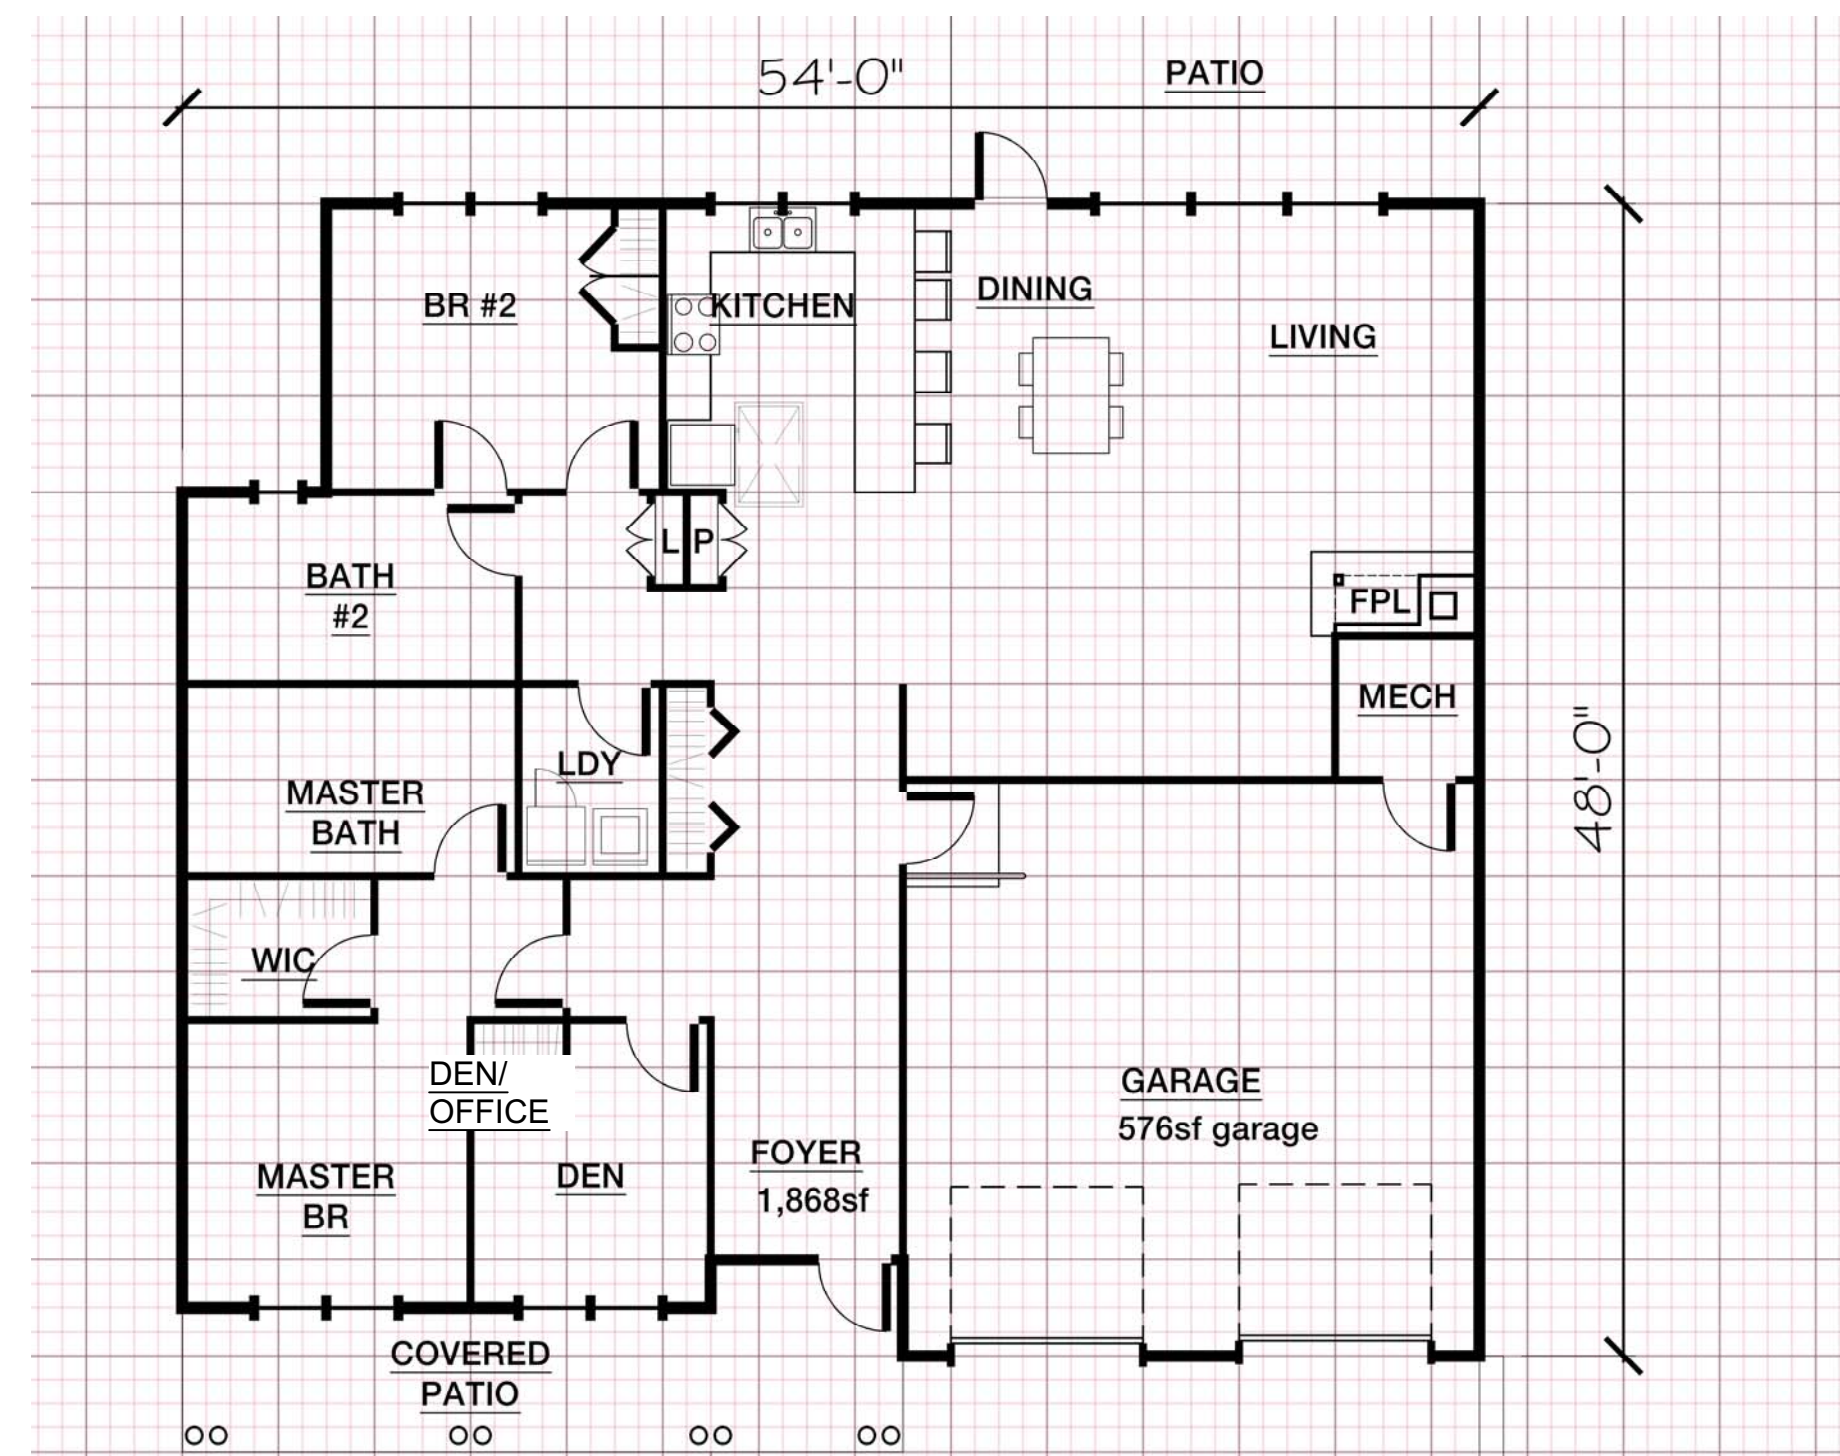 54'-0"
PATIO
BR #2
KITCHEN
DINING
LIVING
L
P
BATH
#2
FPL
MECH
48'-0"
LDY
MASTER
BATH
WIC
DEN/
OFFICE
GARAGE
576sf garage
FOYER
1,868sf
MASTER
BR
DEN
COVERED
PATIO